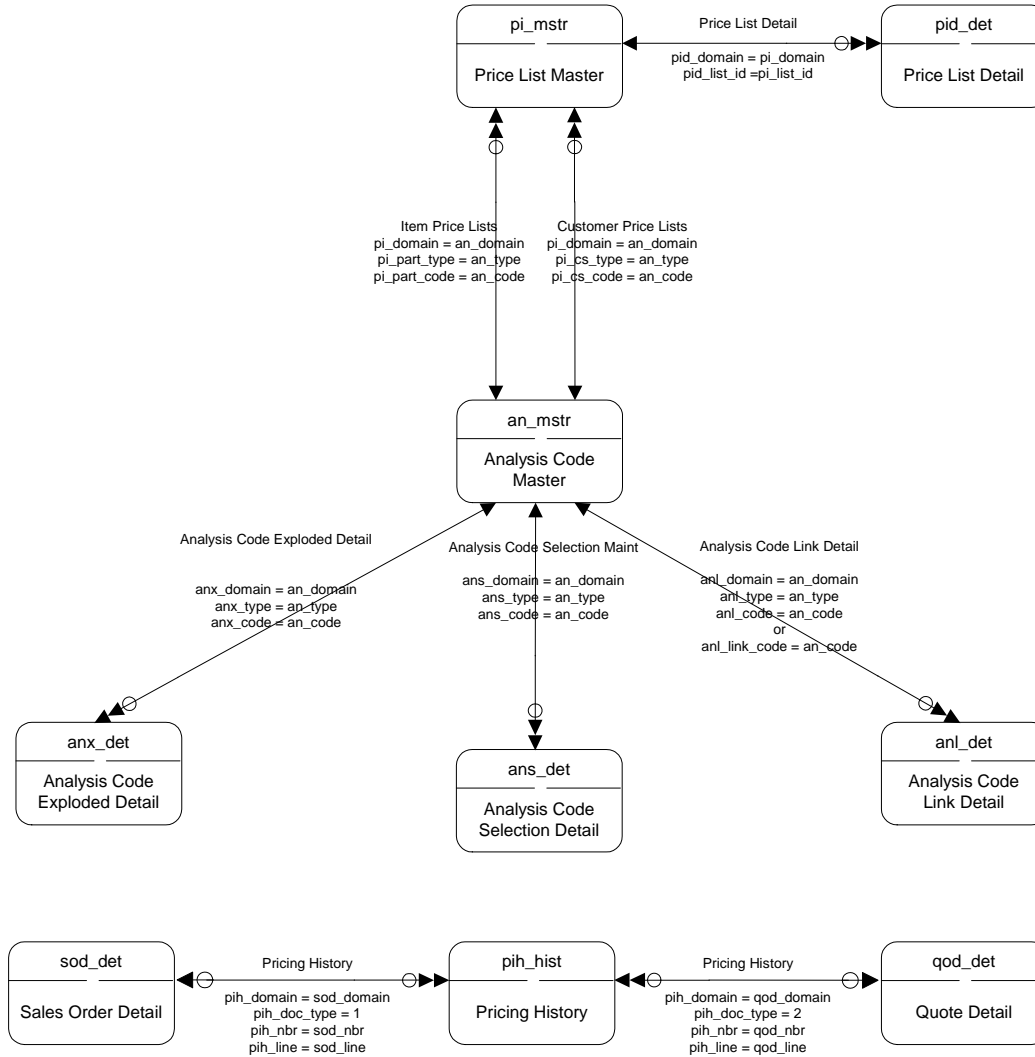 pi_mstr
Price List Master
Price List Detail
pid_domain = pi_domain
pid_list_id =pi_list_id
pid_det
Price List Detail
Item Price Lists
pi_domain = an_domain
pi_part_type = an_type
pi_part_code = an_code
Customer Price Lists
pi_domain = an_domain
pi_cs_type = an_type
pi_cs_code = an_code
an_mstr
Analysis Code
Master
Analysis Code Exploded Detail
anx_domain = an_domain
anx_type = an_type
anx_code = an_code
Analysis Code Selection Maint
ans_domain = an_domain
ans_type = an_type
ans_code = an_code
Analysis Code Link Detail
anl_domain = an_domain
anl_type = an_type
anl_code = an_code
or
anl_link_code = an_code
anx_det
Analysis Code
Exploded Detail
ans_det
Analysis Code
Selection Detail
anl_det
Analysis Code
Link Detail
sod_det
Sales Order Detail
Pricing History
pih_domain = sod_domain
pih_doc_type = 1
pih_nbr = sod_nbr
pih_line = sod_line
pih_hist
Pricing History
Pricing History
pih_domain = qod_domain
pih_doc_type = 2
pih_nbr = qod_nbr
pih_line = qod_line
qod_det
Quote Detail